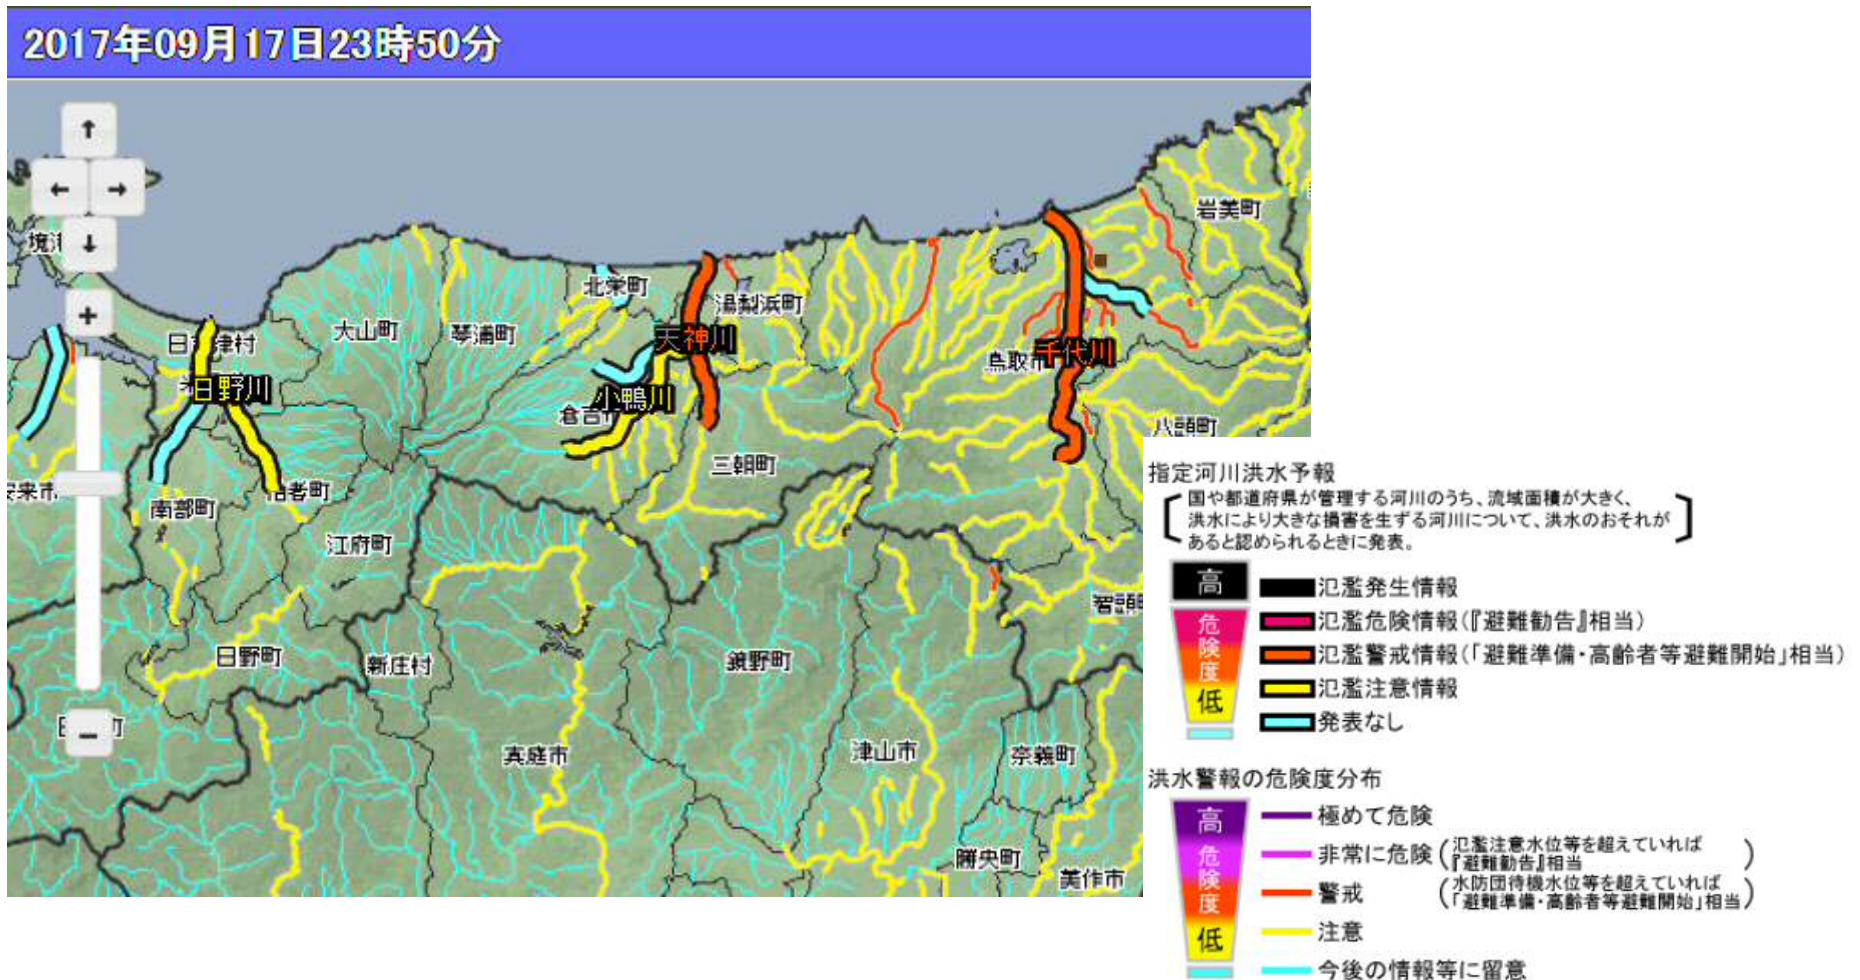 2017年09月17日23時50分
↑
← →
↓
+
−
岩美町
北栄町
湯梨浜町
大山町
琴浦町
天神川
千代川
日野川
小鴨川
八頭町
三朝町
南部町
江府町
日野町
新庄村
鏡野町
真庭市
津山市
奈義町
勝央町
美作市
指定河川洪水予報
国や都道府県が管理する河川のうち、流域面積が大きく、
洪水により大きな損害を生ずる河川について、洪水のおそれが
あると認められるときに発表。
高
危険度
低
氾濫発生情報
氾濫危険情報(『避難勧告』相当)
氾濫警戒情報(「避難準備・高齢者等避難開始」相当)
氾濫注意情報
発表なし
洪水警報の危険度分布
高
危険度
低
極めて危険
非常に危険(氾濫注意水位等を超えていれば
『避難勧告』相当)
警戒(水防団待機水位等を超えていれば
「避難準備・高齢者等避難開始」相当)
注意
今後の情報等に留意